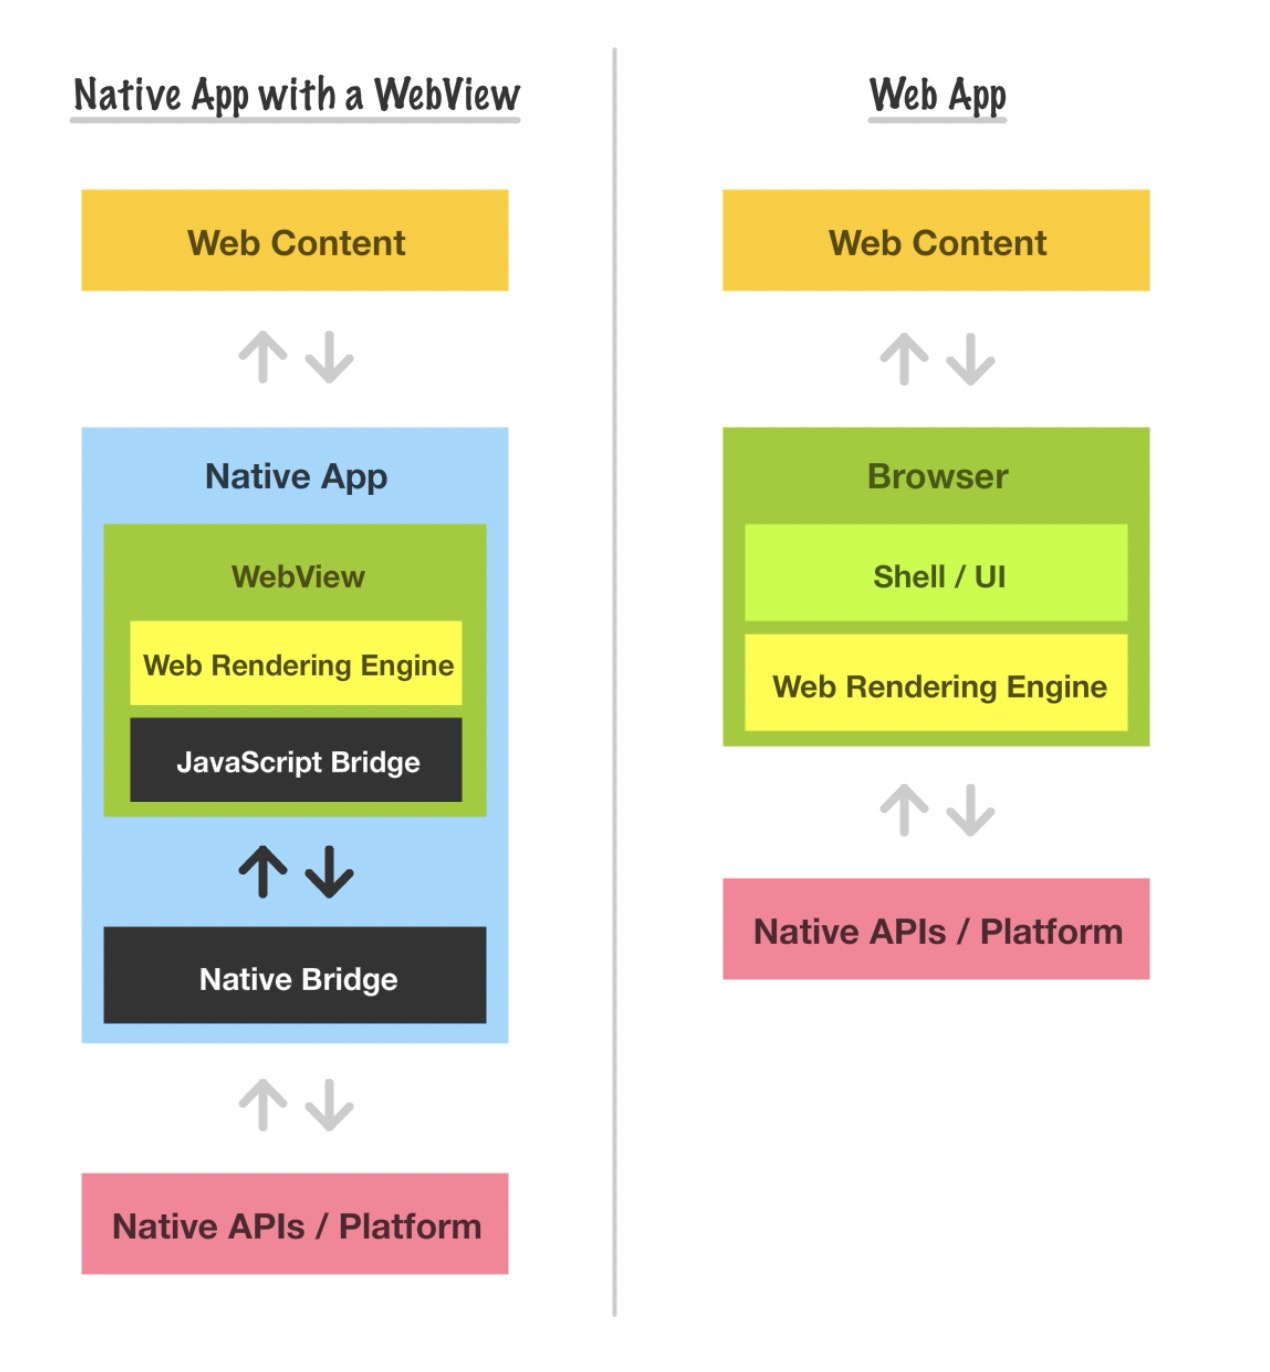 Native App with a WebView
Web Content
Native App
WebView
Web Rendering Engine
JavaScript Bridge
Native Bridge
Native APIs / Platform
Web App
Web Content
Browser
Shell / UI
Web Rendering Engine
Native APIs / Platform